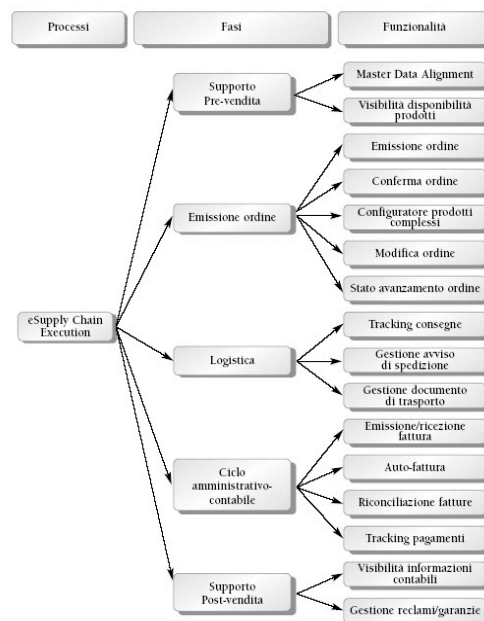 Processi
Fasi
Funzionalità
Supporto
Pre-vendita
Master Data Alignment
Visibilità disponibilità
prodotti
Emissione ordine
Emissione ordine
Conferma ordine
Configuratore prodotti
complessi
Modifica ordine
Stato avanzamento ordine
eSupply Chain
Execution
Logistica
Tracking consegne
Gestione avviso
di spedizione
Gestione documento
di trasporto
Ciclo
amministrativo-
contabile
Emissione/ricezione
fattura
Auto-fattura
Riconciliazione fatture
Tracking pagamenti
Supporto
Post-vendita
Visibilità informazioni
contabili
Gestione reclami/garanzie